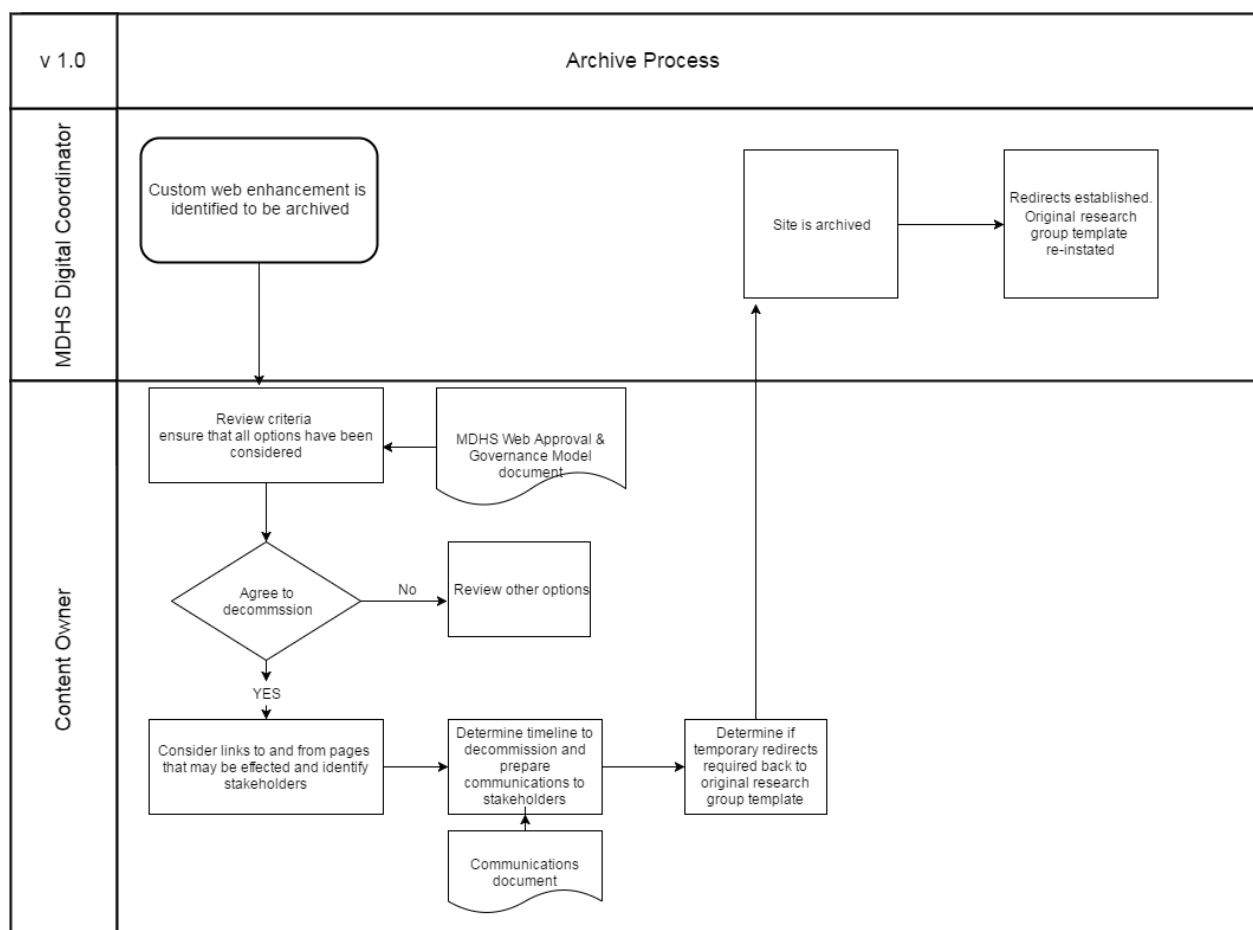 v 1.0
Archive Process
MDHS Digital Coordinator
Custom web enhancement is
identified to be archived
Site is archived
Redirects established.
Original research
group template
re-instated
Content Owner
Review criteria
ensure that all options have been
considered
MDHS Web Approval &
Governance Model
document
Agree to
decommssion
No
Review other options
YES
Consider links to and from pages
that may be effected and identify
stakeholders
Determine timeline to
decommission and
prepare
communications to
stakeholders
Determine if
temporary redirects
required back to
original research
group template
Communications
document